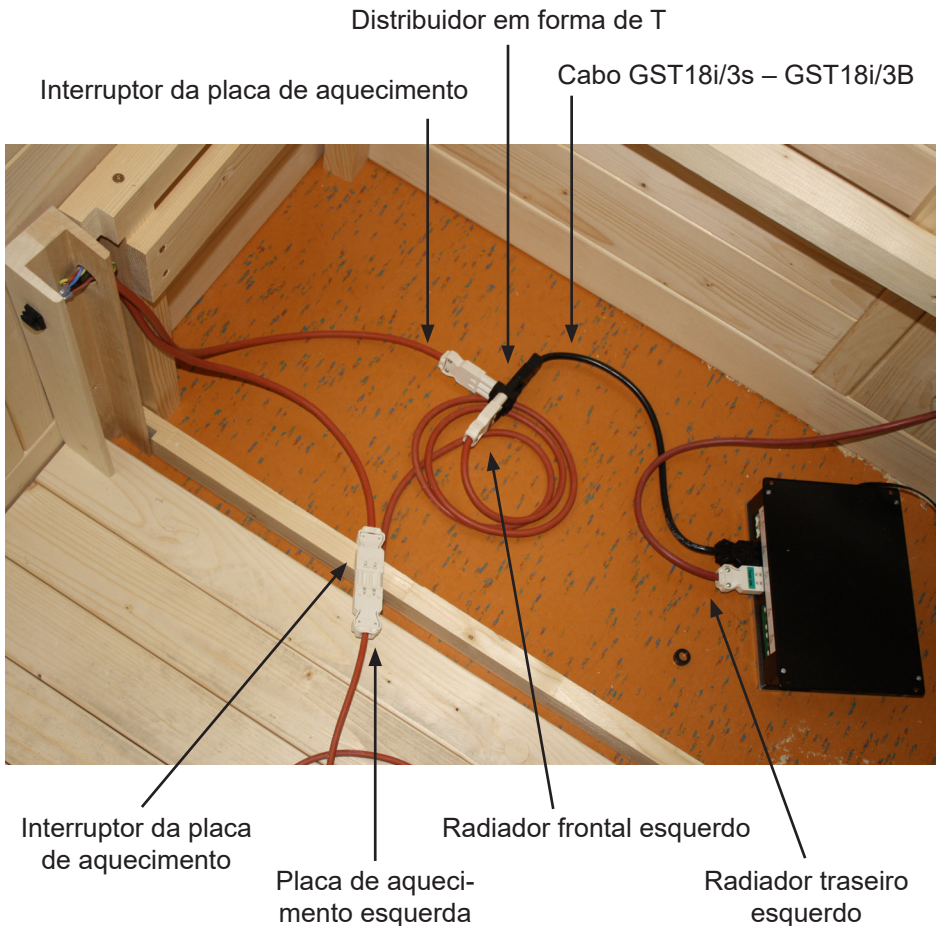 Distribuidor em forma de T
Cabo GST18i/3s – GST18i/3B
Interruptor da placa de aquecimento
Interruptor da placa
de aquecimento
Radiador frontal esquerdo
Placa de aqueci-
mento esquerda
Radiador traseiro
esquerdo